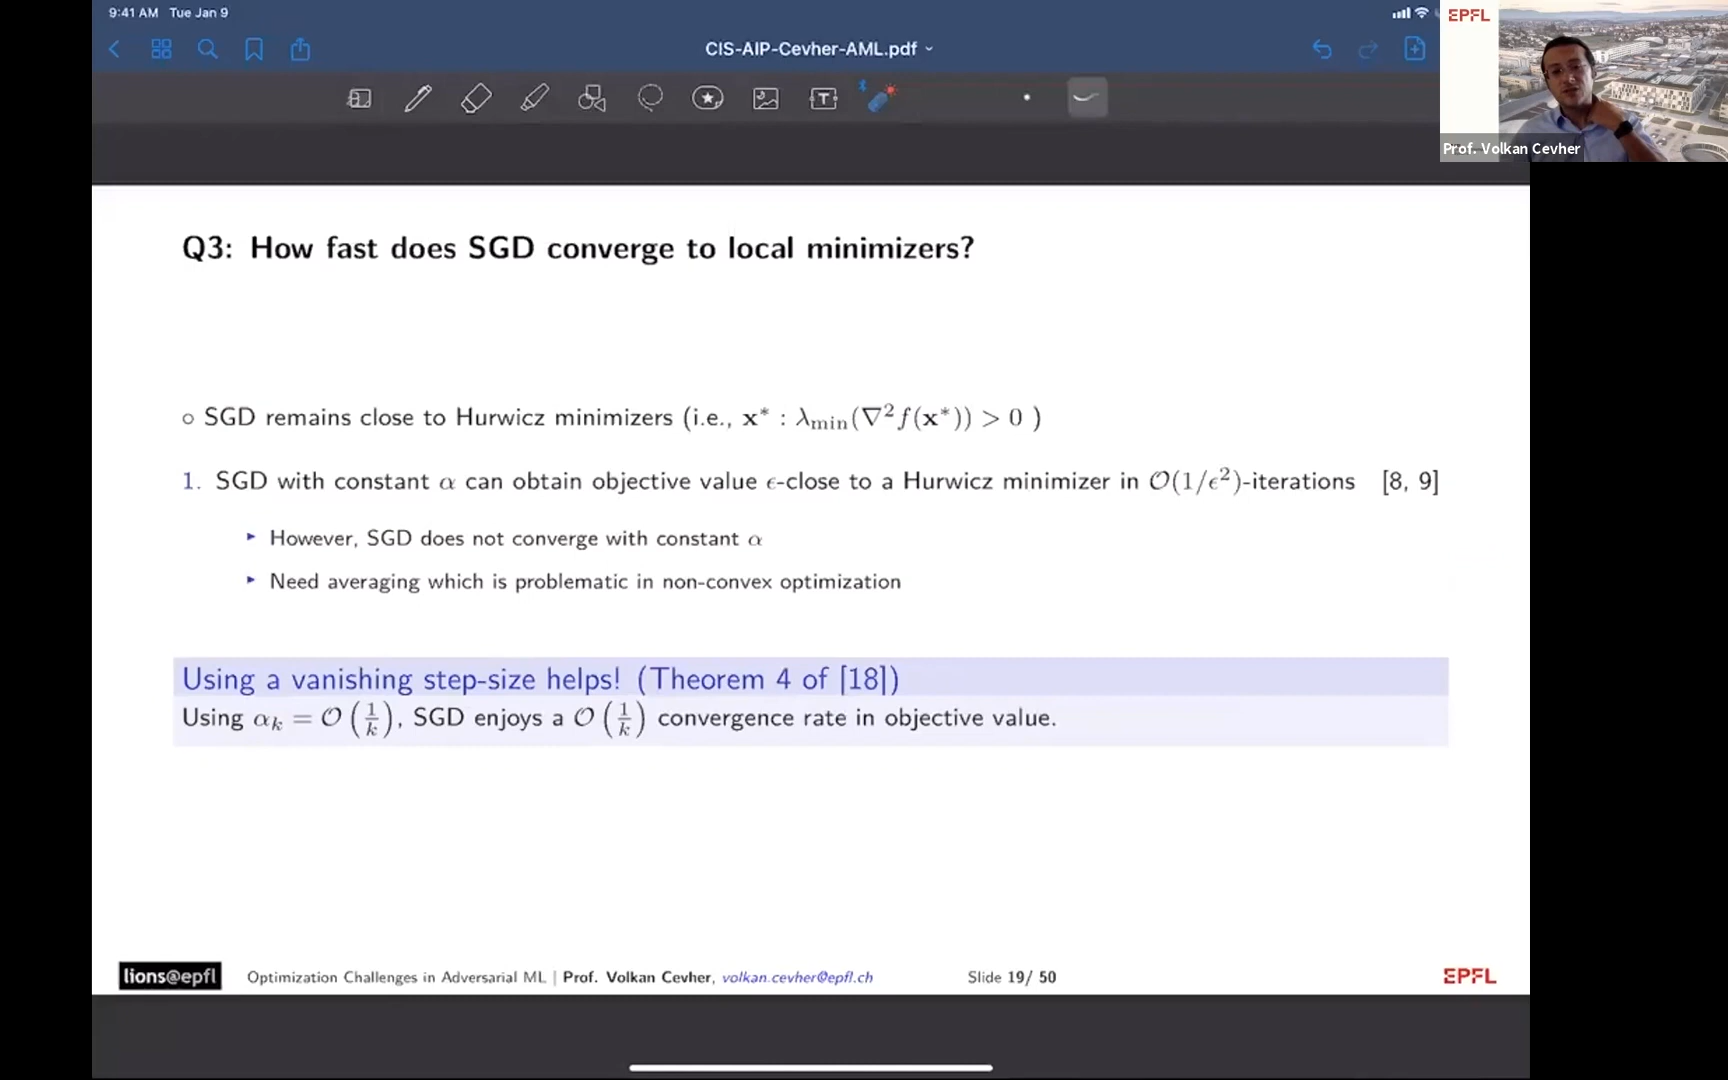 9:41 AM Tue Jan 9
CIS-AIP-Cevher-AML.pdf
EPFL
Prof. Volkan Cevher
Q3: How fast does SGD converge to local minimizers?
○ SGD remains close to Hurwicz minimizers (i.e., x* : λmin(∇²f(x*)) > 0 )
1. SGD with constant α can obtain objective value ϵ-close to a Hurwicz minimizer in 𝒪(1/ϵ²)-iterations [8, 9]
▸ However, SGD does not converge with constant α
▸ Need averaging which is problematic in non-convex optimization
Using a vanishing step-size helps! (Theorem 4 of [18])
Using αk = 𝒪(1/k), SGD enjoys a 𝒪(1/k) convergence rate in objective value.
lions@epfl Optimization Challenges in Adversarial ML | Prof. Volkan Cevher, volkan.cevher@epfl.ch Slide 19/ 50 EPFL